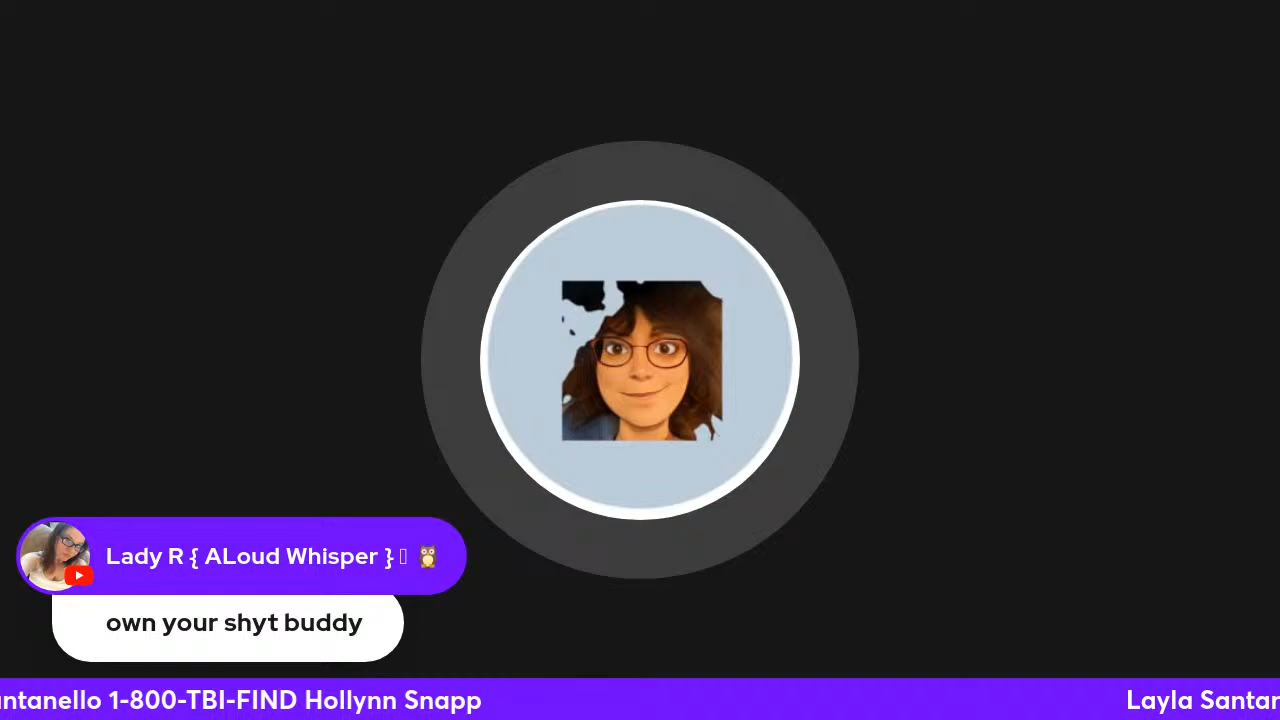 Lady R { ALoud Whisper } 🦉
own your shyt buddy
ntanello 1-800-TBI-FIND Hollynn Snapp
Layla Santar